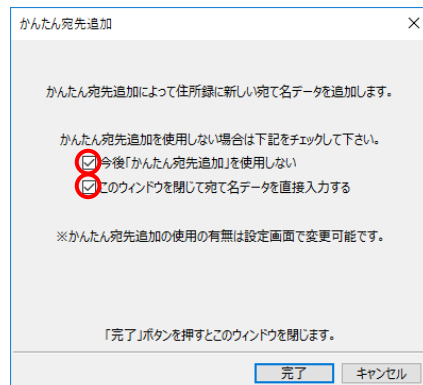 かんたん宛先追加
かんたん宛先追加によって住所録に新しい宛て名データを追加します。
かんたん宛先追加を使用しない場合は下記をチェックして下さい。
今後「かんたん宛先追加」を使用しない
このウィンドウを閉じて宛て名データを直接入力する
※かんたん宛先追加の使用の有無は設定画面で変更可能です。
「完了」ボタンを押すとこのウィンドウを閉じます。
完了 キャンセル